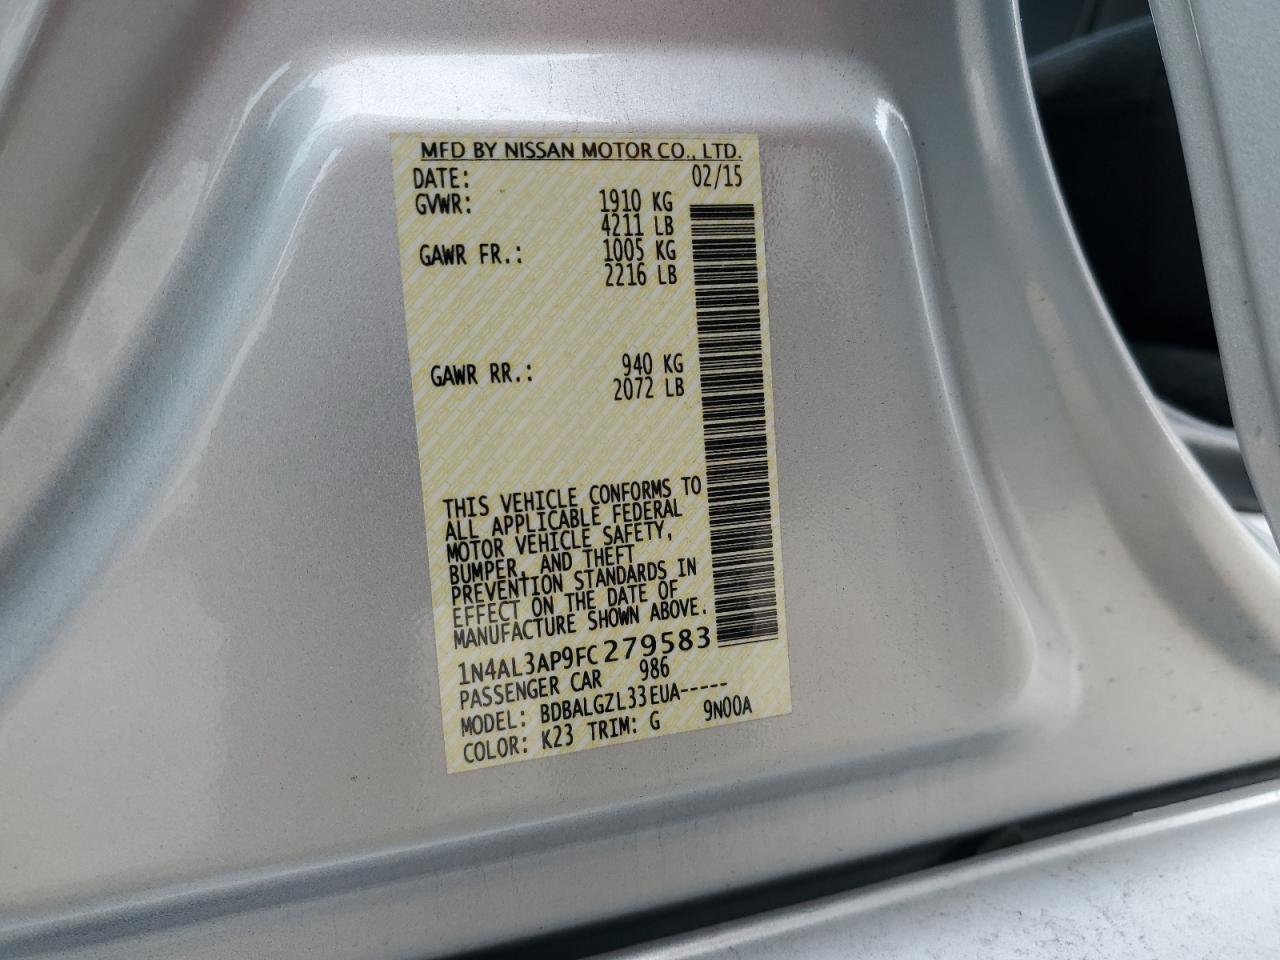 MFD BY NISSAN MOTOR CO., LTD.
DATE: 02/15
GVWR: 1910 KG
4211 LB
GAWR FR.: 1005 KG
2216 LB
GAWR RR.: 940 KG
2072 LB
THIS VEHICLE CONFORMS TO
ALL APPLICABLE FEDERAL
MOTOR VEHICLE SAFETY,
BUMPER, AND THEFT
PREVENTION STANDARDS IN
EFFECT ON THE DATE OF
MANUFACTURE SHOWN ABOVE.
1N4AL3AP9FC279583
PASSENGER CAR 986
MODEL: BDBALGZL33EUA-----
COLOR: K23 TRIM: G 9N00A